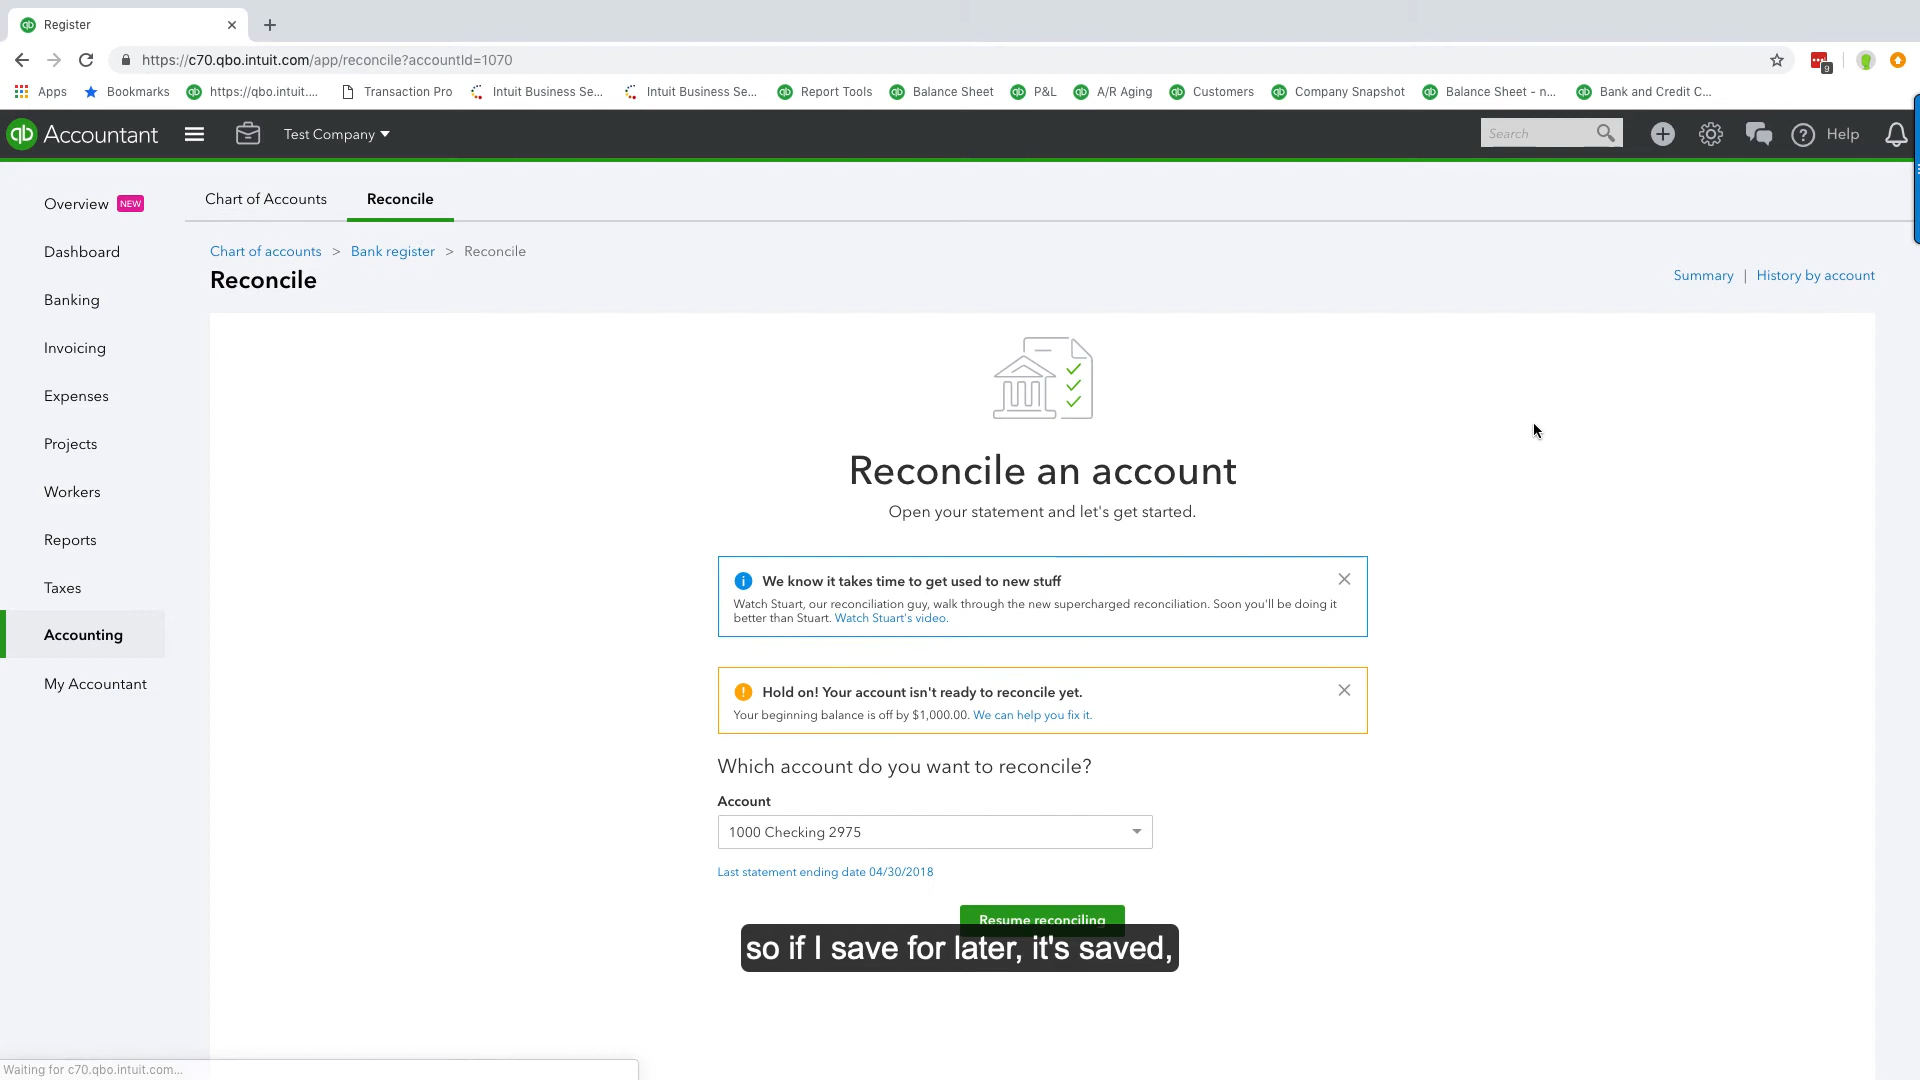 Register
https://c70.qbo.intuit.com/app/reconcile?accountId=1070
9
Apps Bookmarks https://qbo.intuit.... Transaction Pro Intuit Business Se... Intuit Business Se... Report Tools Balance Sheet P&L A/R Aging Customers Company Snapshot Balance Sheet - n... Bank and Credit C...
qb Accountant Test Company Search Help
Overview NEW
Dashboard
Banking
Invoicing
Expenses
Projects
Workers
Reports
Taxes
Accounting
My Accountant
Chart of Accounts Reconcile
Chart of accounts > Bank register > Reconcile
Reconcile
Summary | History by account
Reconcile an account
Open your statement and let's get started.
We know it takes time to get used to new stuff
Watch Stuart, our reconciliation guy, walk through the new supercharged reconciliation. Soon you'll be doing it
better than Stuart. Watch Stuart's video.
Hold on! Your account isn't ready to reconcile yet.
Your beginning balance is off by $1,000.00. We can help you fix it.
Which account do you want to reconcile?
Account
1000 Checking 2975
Last statement ending date 04/30/2018
Resume reconciling
so if I save for later, it's saved,
Waiting for c70.qbo.intuit.com...